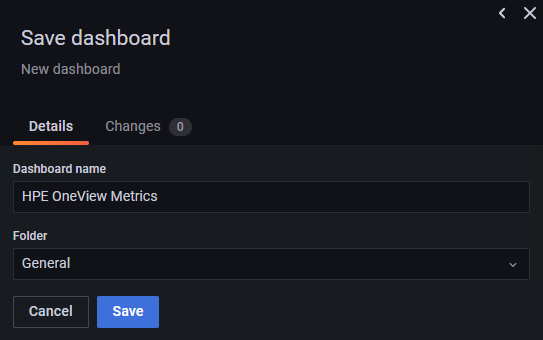 Save dashboard
New dashboard
Details Changes 0
Dashboard name
HPE OneView Metrics
Folder
General
Cancel Save